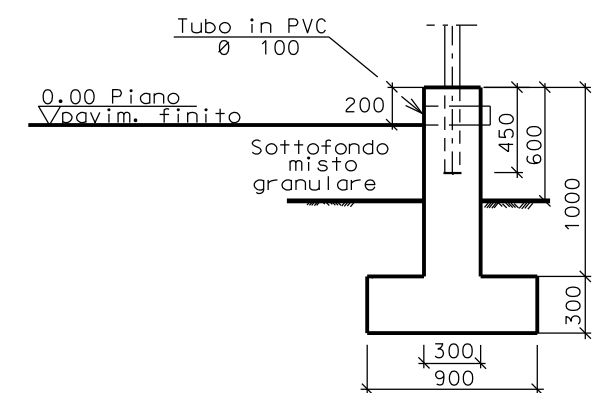 Tubo in PVC
Ø 100
0.00 Piano
pavim. finito
200
Sottofondo
misto
granulare
450
600
1000
300
300
900